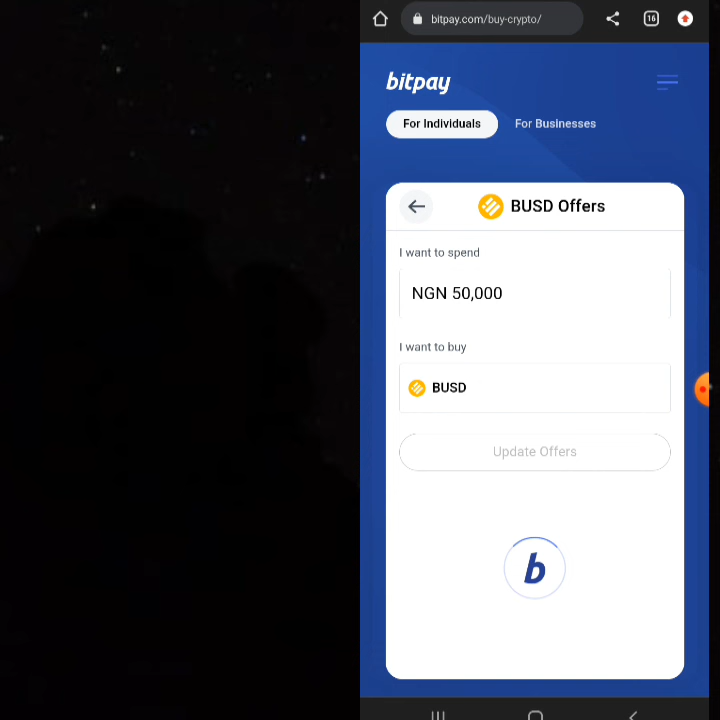 bitpay.com/buy-crypto/
16
bitpay
For Individuals
For Businesses
BUSD Offers
I want to spend
NGN 50,000
I want to buy
BUSD
Update Offers
b